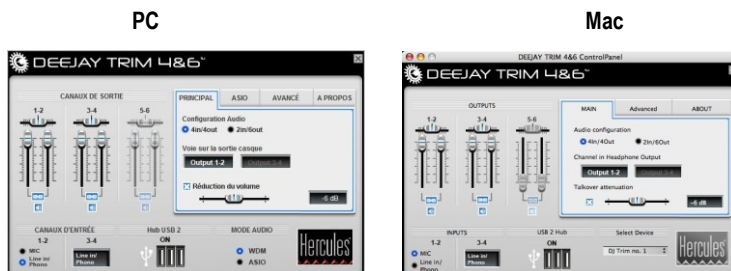 PC
Mac
DEEJAY TRIM 4&6
CANAUX DE SORTIE
1-2 3-4 5-6
PRINCIPAL ASIO AVANCÉ A PROPOS
Configuration Audio
4in/4out 2in/6out
Voie sur la sortie casque
Output 1-2 Output 3-4
Réduction du volume
-6 dB
CANAUX D'ENTRÉE
1-2 3-4
MIC
Line in/
Phono
Line in/
Phono
Hub USB 2
ON
MODE AUDIO
WDM
ASIO
Hercules
DEEJAY TRIM 4&6 ControlPanel
DEEJAY TRIM 4&6
OUTPUTS
1-2 3-4 5-6
MAIN Advanced ABOUT
Audio configuration
4In/4Out 2In/6Out
Channel in Headphone Output
Output 1-2 Output 3-4
Talkover attenuation
-6 dB
INPUTS
1-2 3-4
MIC
Line in/
Phono
Line in/
Phono
USB 2 Hub
ON
Select Device
DJ Trim no. 1
Hercules